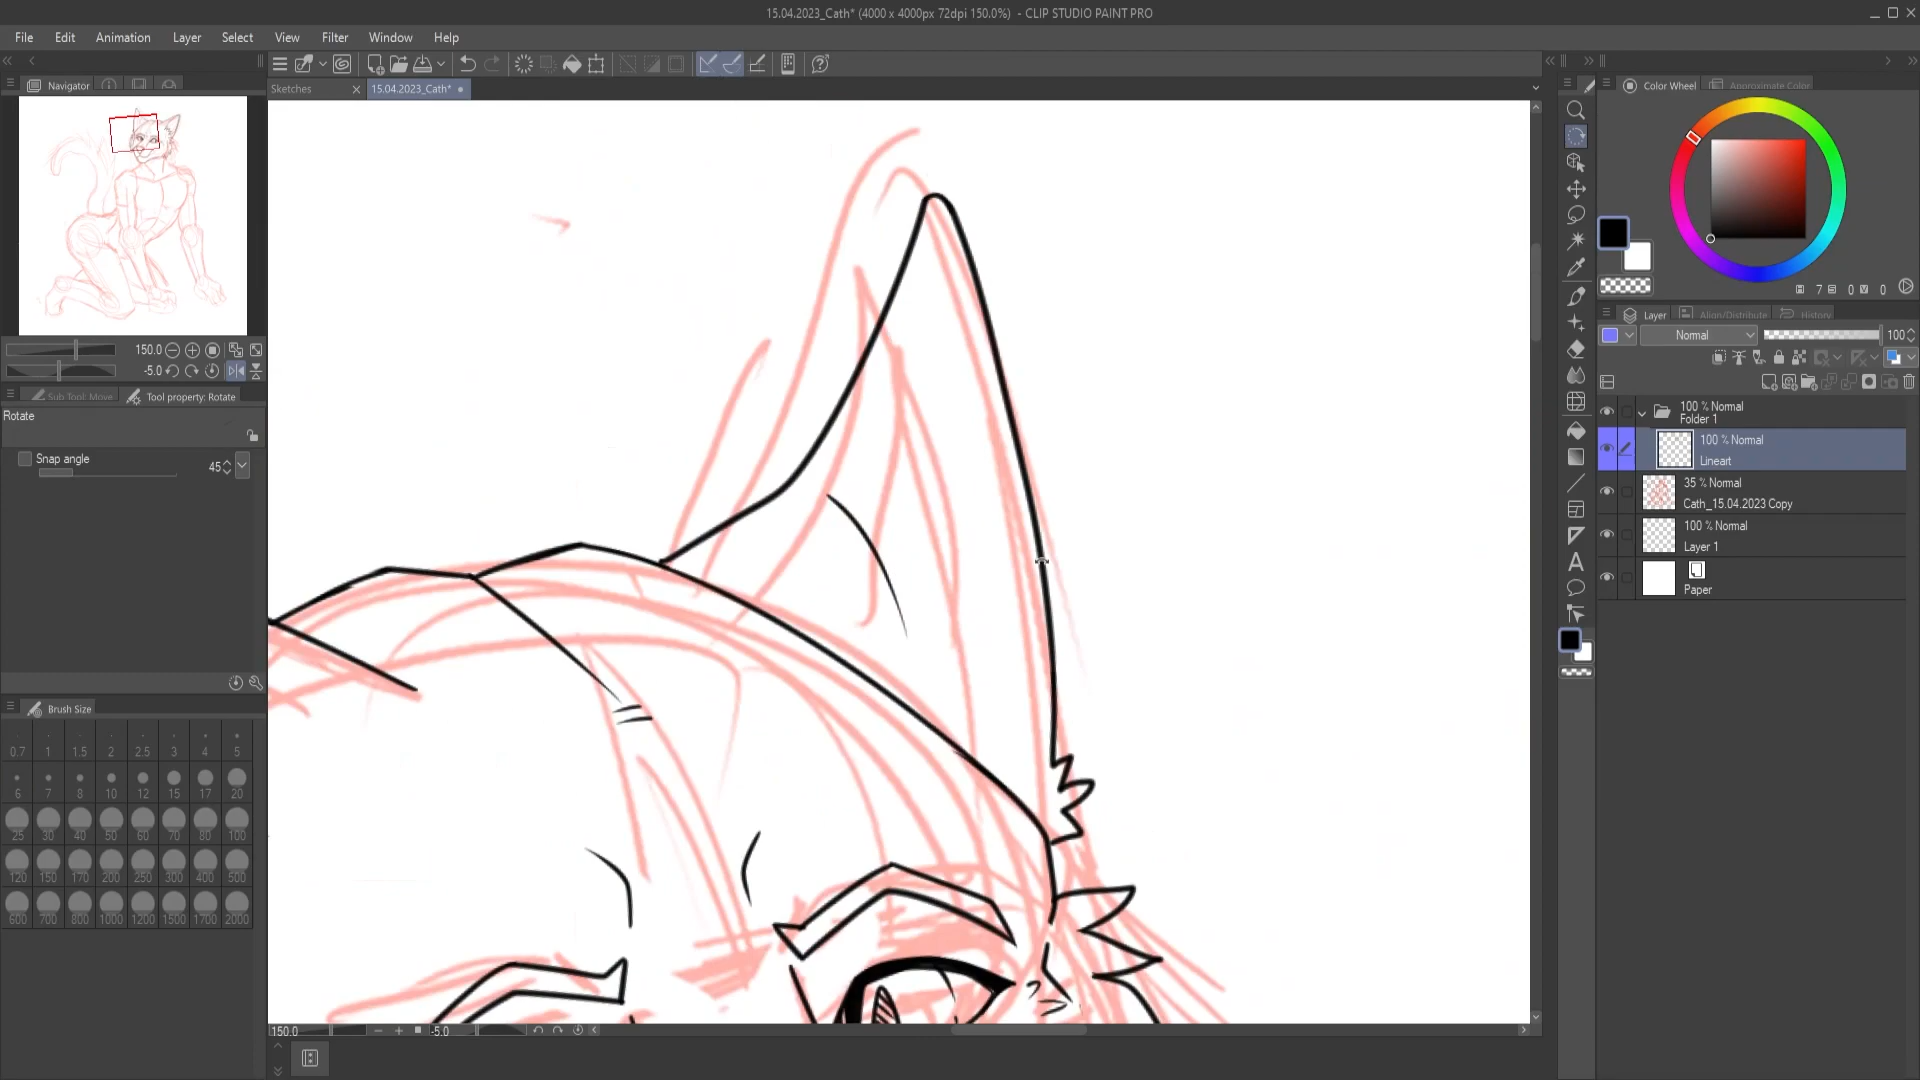 15.04.2023_Cath* (4000 x 4000px 72dpi 150.0%) - CLIP STUDIO PAINT PRO
File Edit Animation Layer Select View Filter Window Help
Navigator
Sketches
15.04.2023_Cath*
150.0
-5.0
Sub Tool: Move
Tool property: Rotate
Rotate
Snap angle
45
Brush Size
0.7 1 1.5 2 2.5 3 4 5
6 7 8 10 12 15 17 20
25 30 40 50 60 70 80 100
120 150 170 200 250 300 400 500
600 700 800 1000 1200 1500 1700 2000
150.0
-5.0
Color Wheel
Approximate Color
7 0 0
Layer
Align/Distribute
History
Normal
100
100 % Normal
Folder 1
100 % Normal
Lineart
35 % Normal
Cath_15.04.2023 Copy
100 % Normal
Layer 1
Paper